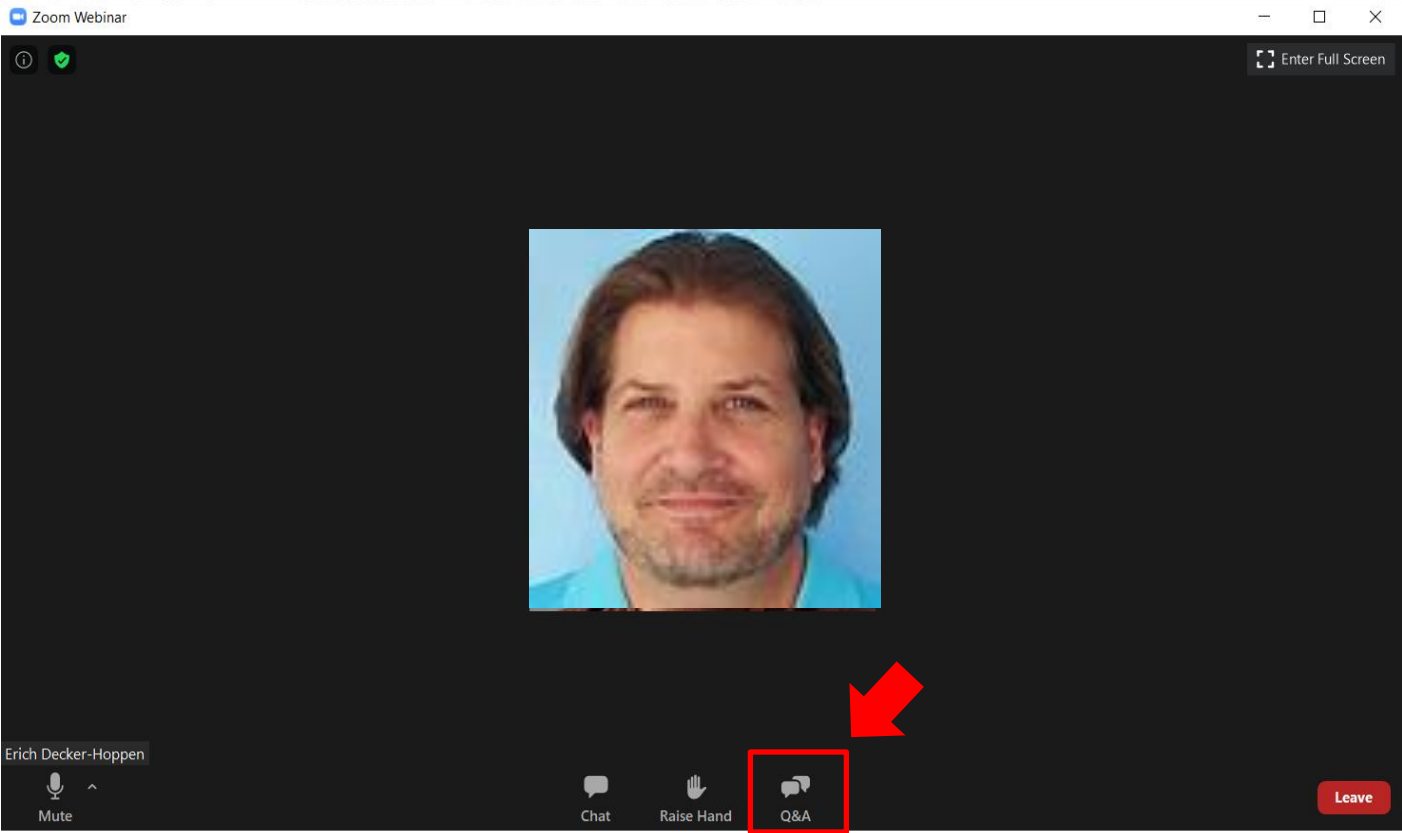 Zoom Webinar
Enter Full Screen
Erich Decker-Hoppen
Mute
Chat
Raise Hand
Q&A
Leave